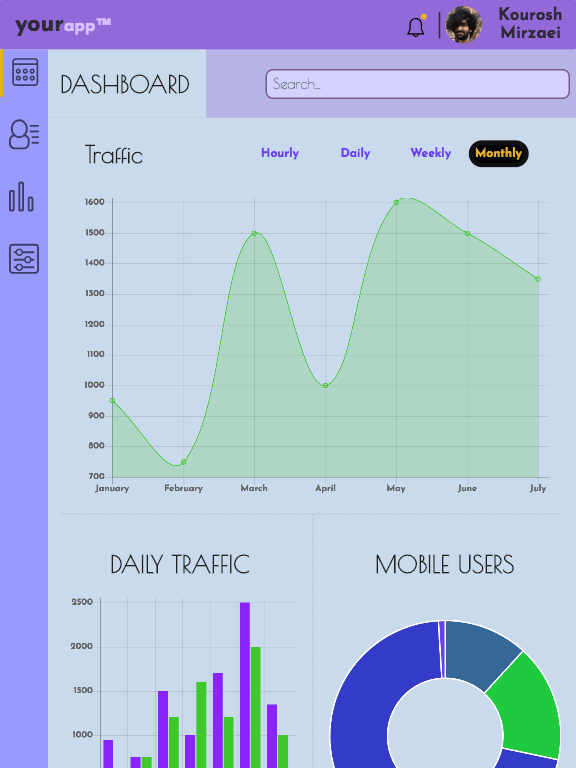 yourapp™
Kourosh
Mirzaei
DASHBOARD
Search...
Traffic
Hourly
Daily
Weekly
Monthly
1600
1500
1400
1300
1200
1100
1000
900
800
700
January
February
March
April
May
June
July
DAILY TRAFFIC
2500
2000
1500
1000
MOBILE USERS